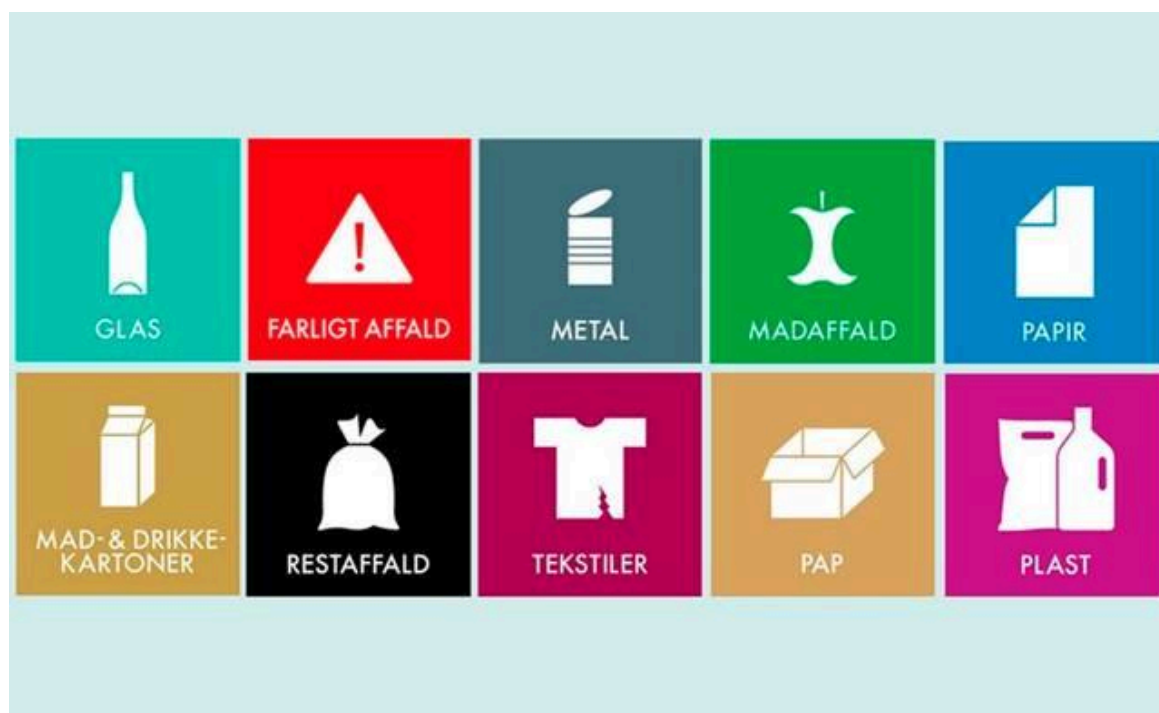 GLAS
FARLIGT AFFALD
METAL
MADAFFALD
PAPIR
MAD- & DRIKKE-
KARTONER
RESTAFFALD
TEKSTILER
PAP
PLAST